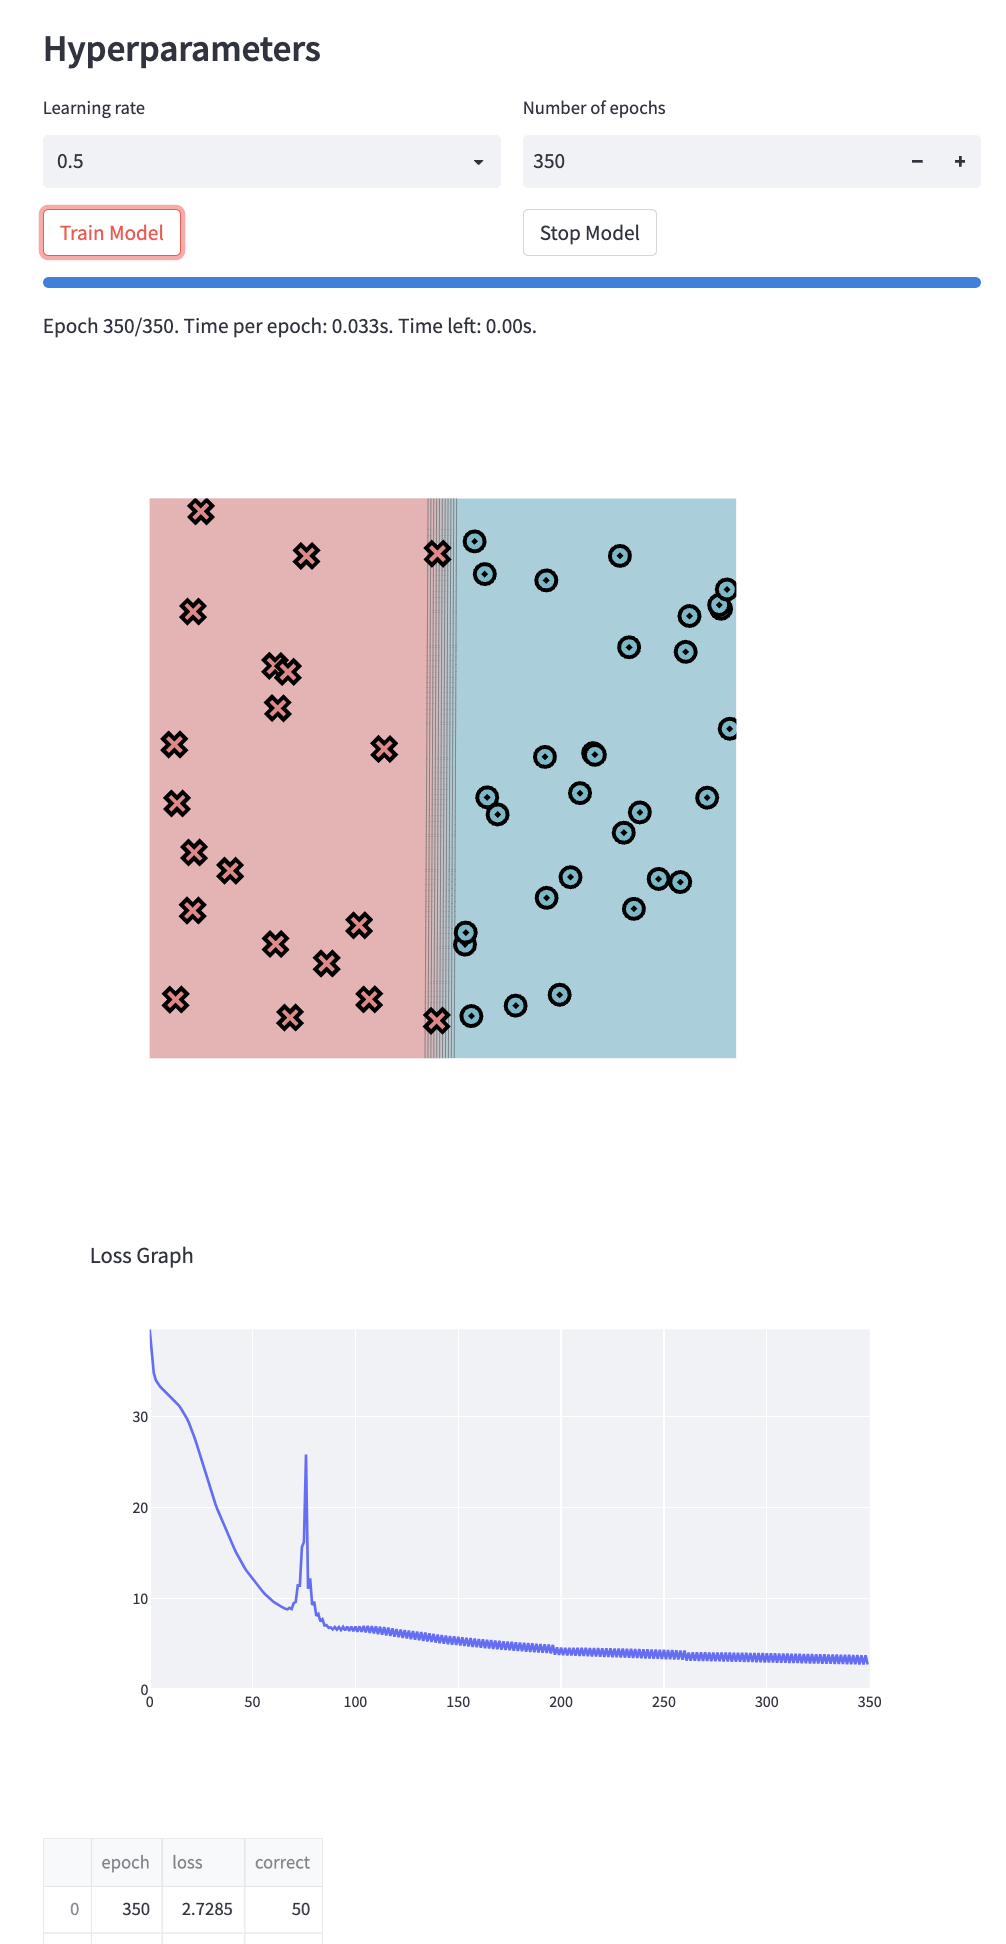 Hyperparameters
Learning rate Number of epochs
0.5 350 − +
Train Model Stop Model
Epoch 350/350. Time per epoch: 0.033s. Time left: 0.00s.
Loss Graph
30
20
10
0
0 50 100 150 200 250 300 350
epoch loss correct
0 350 2.7285 50